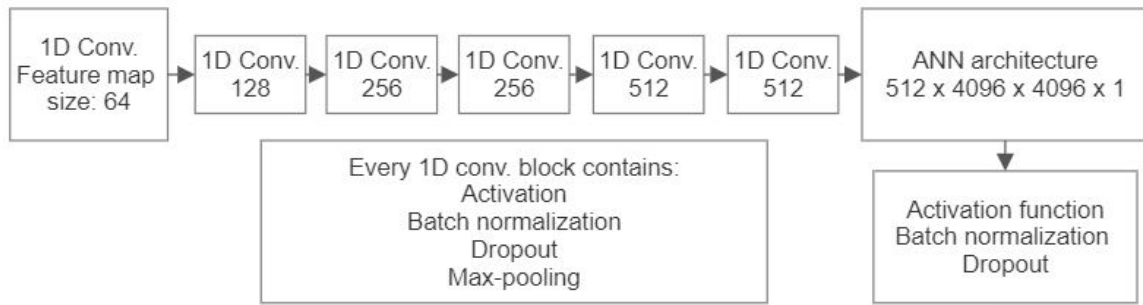 1D Conv.
Feature map
size: 64
1D Conv.
128
1D Conv.
256
1D Conv.
256
1D Conv.
512
1D Conv.
512
ANN architecture
512 x 4096 x 4096 x 1
Every 1D conv. block contains:
Activation
Batch normalization
Dropout
Max-pooling
Activation function
Batch normalization
Dropout